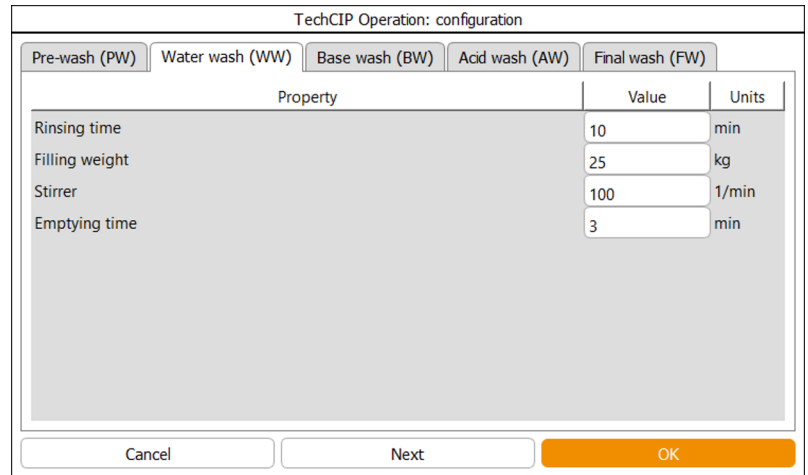 TechCIP Operation: configuration
Pre-wash (PW) Water wash (WW) Base wash (BW) Acid wash (AW) Final wash (FW)
Property Value Units
Rinsing time 10 min
Filling weight 25 kg
Stirrer 100 1/min
Emptying time 3 min
Cancel Next OK